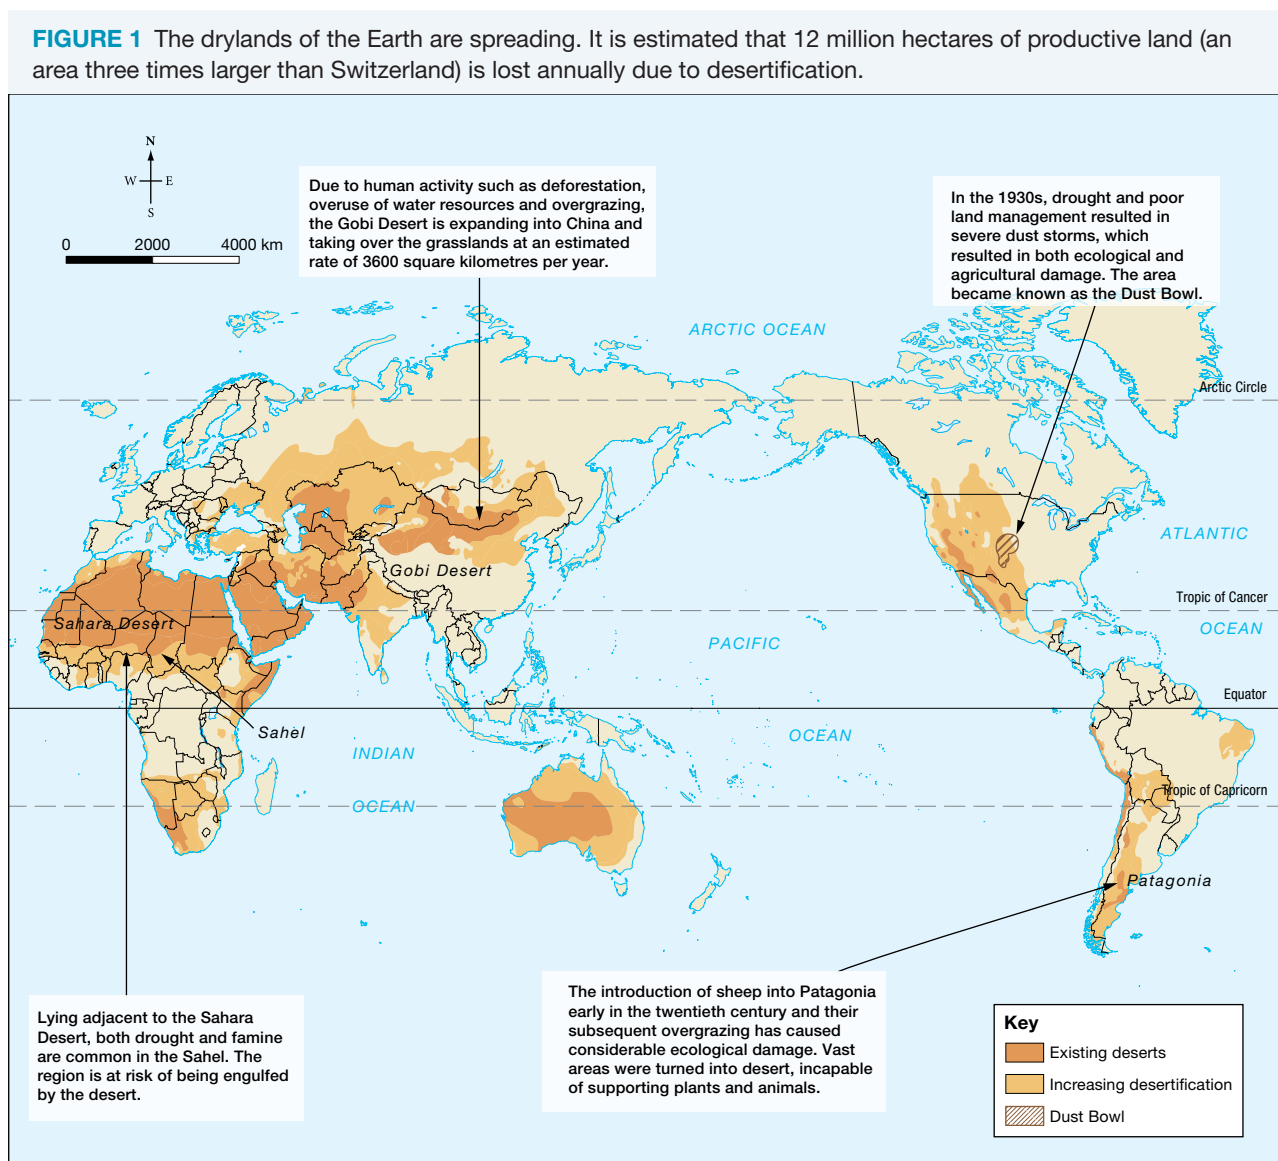 FIGURE 1 The drylands of the Earth are spreading. It is estimated that 12 million hectares of productive land (an
area three times larger than Switzerland) is lost annually due to desertification.
N
W E
S
0 2000 4000 km
Due to human activity such as deforestation,
overuse of water resources and overgrazing,
the Gobi Desert is expanding into China and
taking over the grasslands at an estimated
rate of 3600 square kilometres per year.
In the 1930s, drought and poor
land management resulted in
severe dust storms, which
resulted in both ecological and
agricultural damage. The area
became known as the Dust Bowl.
ARCTIC OCEAN
Arctic Circle
ATLANTIC
Gobi Desert
Tropic of Cancer
Sahara Desert
OCEAN
PACIFIC
Equator
Sahel
OCEAN
INDIAN
Tropic of Capricorn
OCEAN
Patagonia
Lying adjacent to the Sahara
Desert, both drought and famine
are common in the Sahel. The
region is at risk of being engulfed
by the desert.
The introduction of sheep into Patagonia
early in the twentieth century and their
subsequent overgrazing has caused
considerable ecological damage. Vast
areas were turned into desert, incapable
of supporting plants and animals.
Key
Existing deserts
Increasing desertification
Dust Bowl